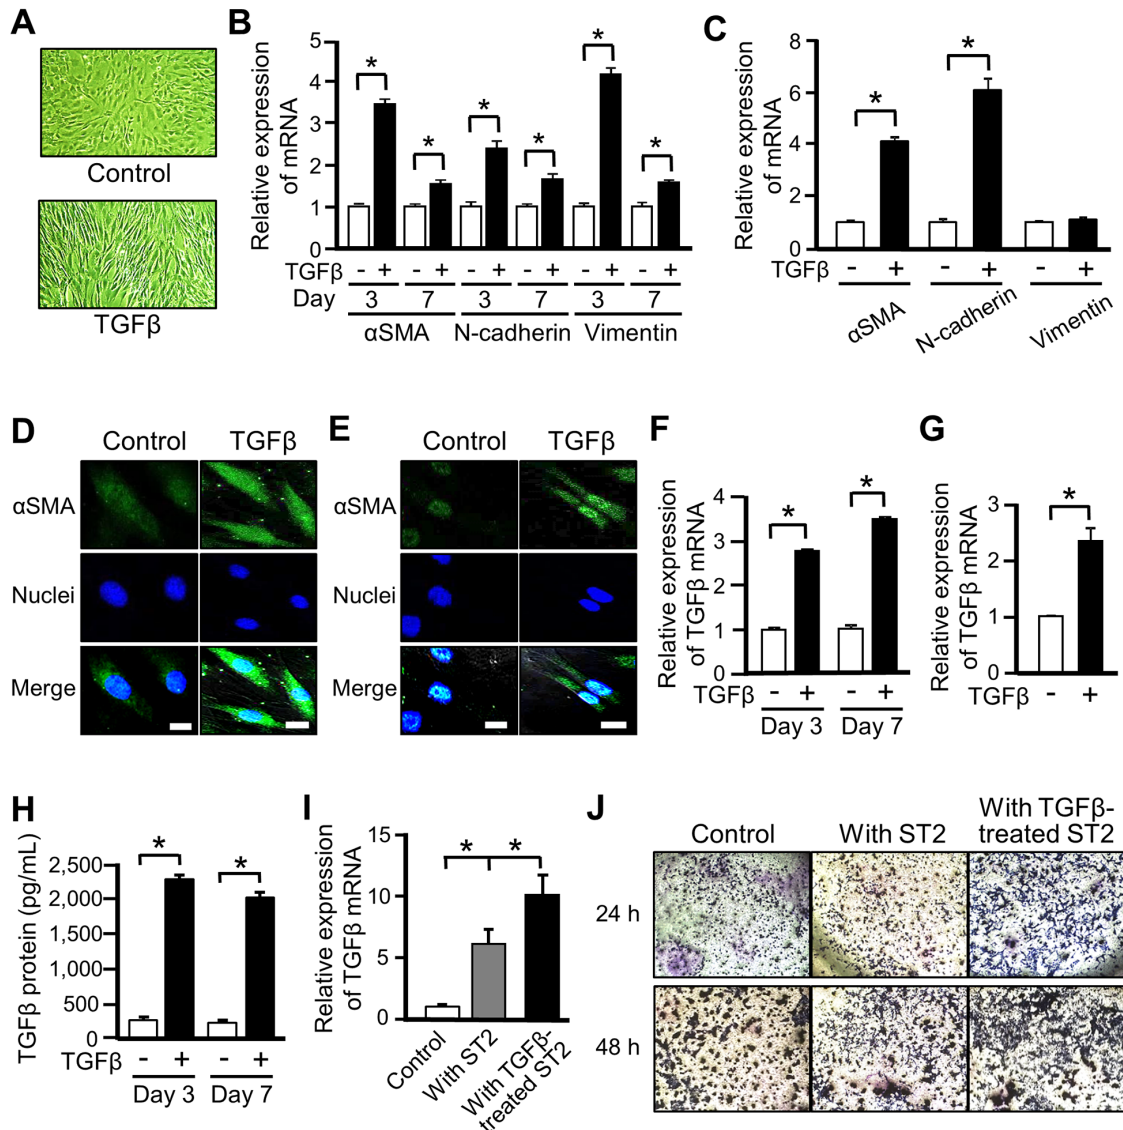 A
Control
TGFβ
B
Relative expression
of mRNA
5
4
3
2
1
0
* * * * * *
TGFβ - + - + - + - + - + - +
Day 3 7 3 7 3 7
αSMA N-cadherin Vimentin
C
Relative expression
of mRNA
8
6
4
2
0
* *
TGFβ - + - + - +
αSMA N-cadherin Vimentin
D
Control TGFβ
αSMA
Nuclei
Merge
E
Control TGFβ
αSMA
Nuclei
Merge
F
Relative expression
of TGFβ mRNA
4
3
2
1
0
* *
TGFβ - + - +
Day 3 Day 7
G
Relative expression
of TGFβ mRNA
3
2
1
0
*
TGFβ - +
H
TGFβ protein (pg/mL)
2,500
2,000
1,500
1,000
500
0
* *
TGFβ - + - +
Day 3 Day 7
I
Relative expression
of TGFβ mRNA
15
10
5
0
* *
Control
With ST2
With TGFβ-
treated ST2
J
Control With ST2 With TGFβ-
treated ST2
24 h
48 h